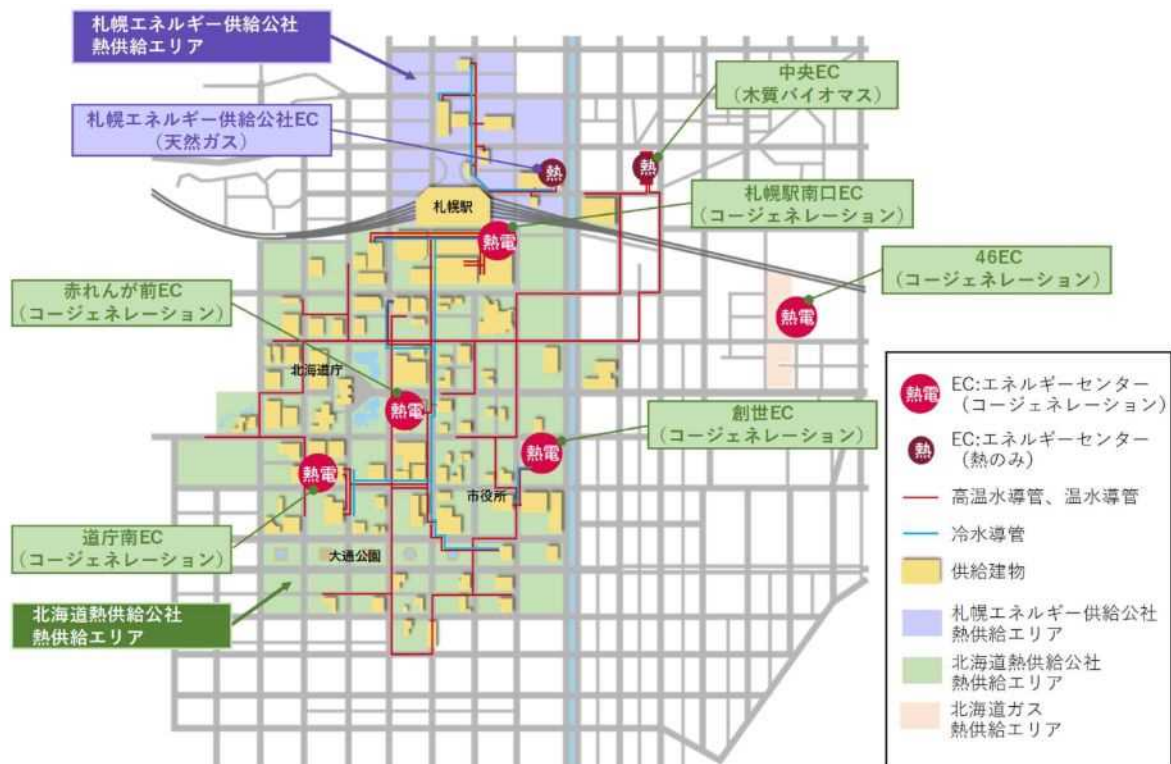 札幌エネルギー供給公社
熱供給エリア
札幌エネルギー供給公社EC
(天然ガス)
中央EC
(木質バイオマス)
熱
熱
札幌駅
札幌駅南口EC
(コージェネレーション)
熱電
46EC
(コージェネレーション)
熱電
赤れんが前EC
(コージェネレーション)
北海道庁
熱電
創世EC
(コージェネレーション)
熱電
熱電
市役所
道庁南EC
(コージェネレーション)
大通公園
北海道熱供給公社
熱供給エリア
熱電
EC:エネルギーセンター
(コージェネレーション)
熱
EC:エネルギーセンター
(熱のみ)
高温水導管、温水導管
冷水導管
供給建物
札幌エネルギー供給公社
熱供給エリア
北海道熱供給公社
熱供給エリア
北海道ガス
熱供給エリア